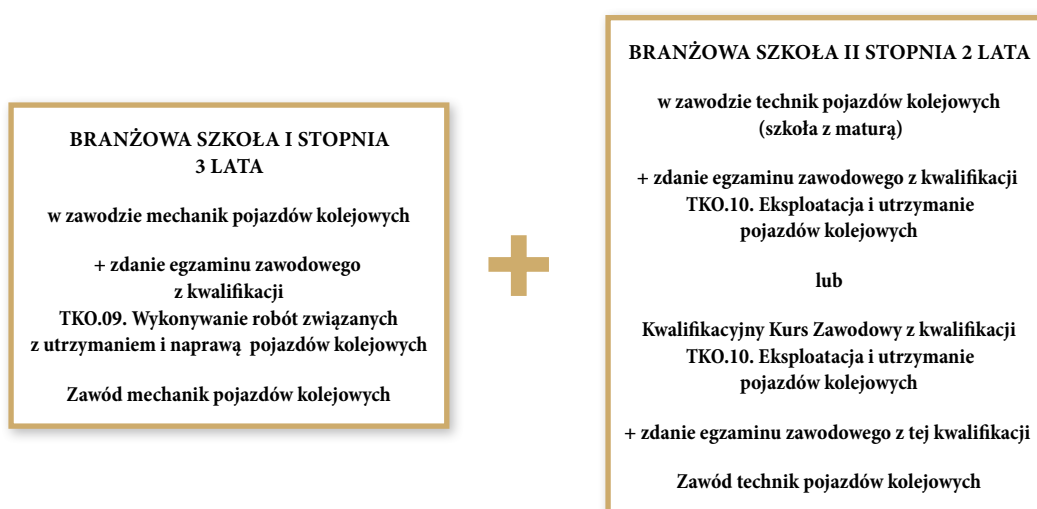 BRANŻOWA SZKOŁA I STOPNIA
3 LATA
w zawodzie mechanik pojazdów kolejowych
+ zdanie egzaminu zawodowego
z kwalifikacji
TKO.09. Wykonywanie robót związanych
z utrzymaniem i naprawą pojazdów kolejowych
Zawód mechanik pojazdów kolejowych
+
BRANŻOWA SZKOŁA II STOPNIA 2 LATA
w zawodzie technik pojazdów kolejowych
(szkoła z maturą)
+ zdanie egzaminu zawodowego z kwalifikacji
TKO.10. Eksploatacja i utrzymanie
pojazdów kolejowych
lub
Kwalifikacyjny Kurs Zawodowy z kwalifikacji
TKO.10. Eksploatacja i utrzymanie
pojazdów kolejowych
+ zdanie egzaminu zawodowego z tej kwalifikacji
Zawód technik pojazdów kolejowych